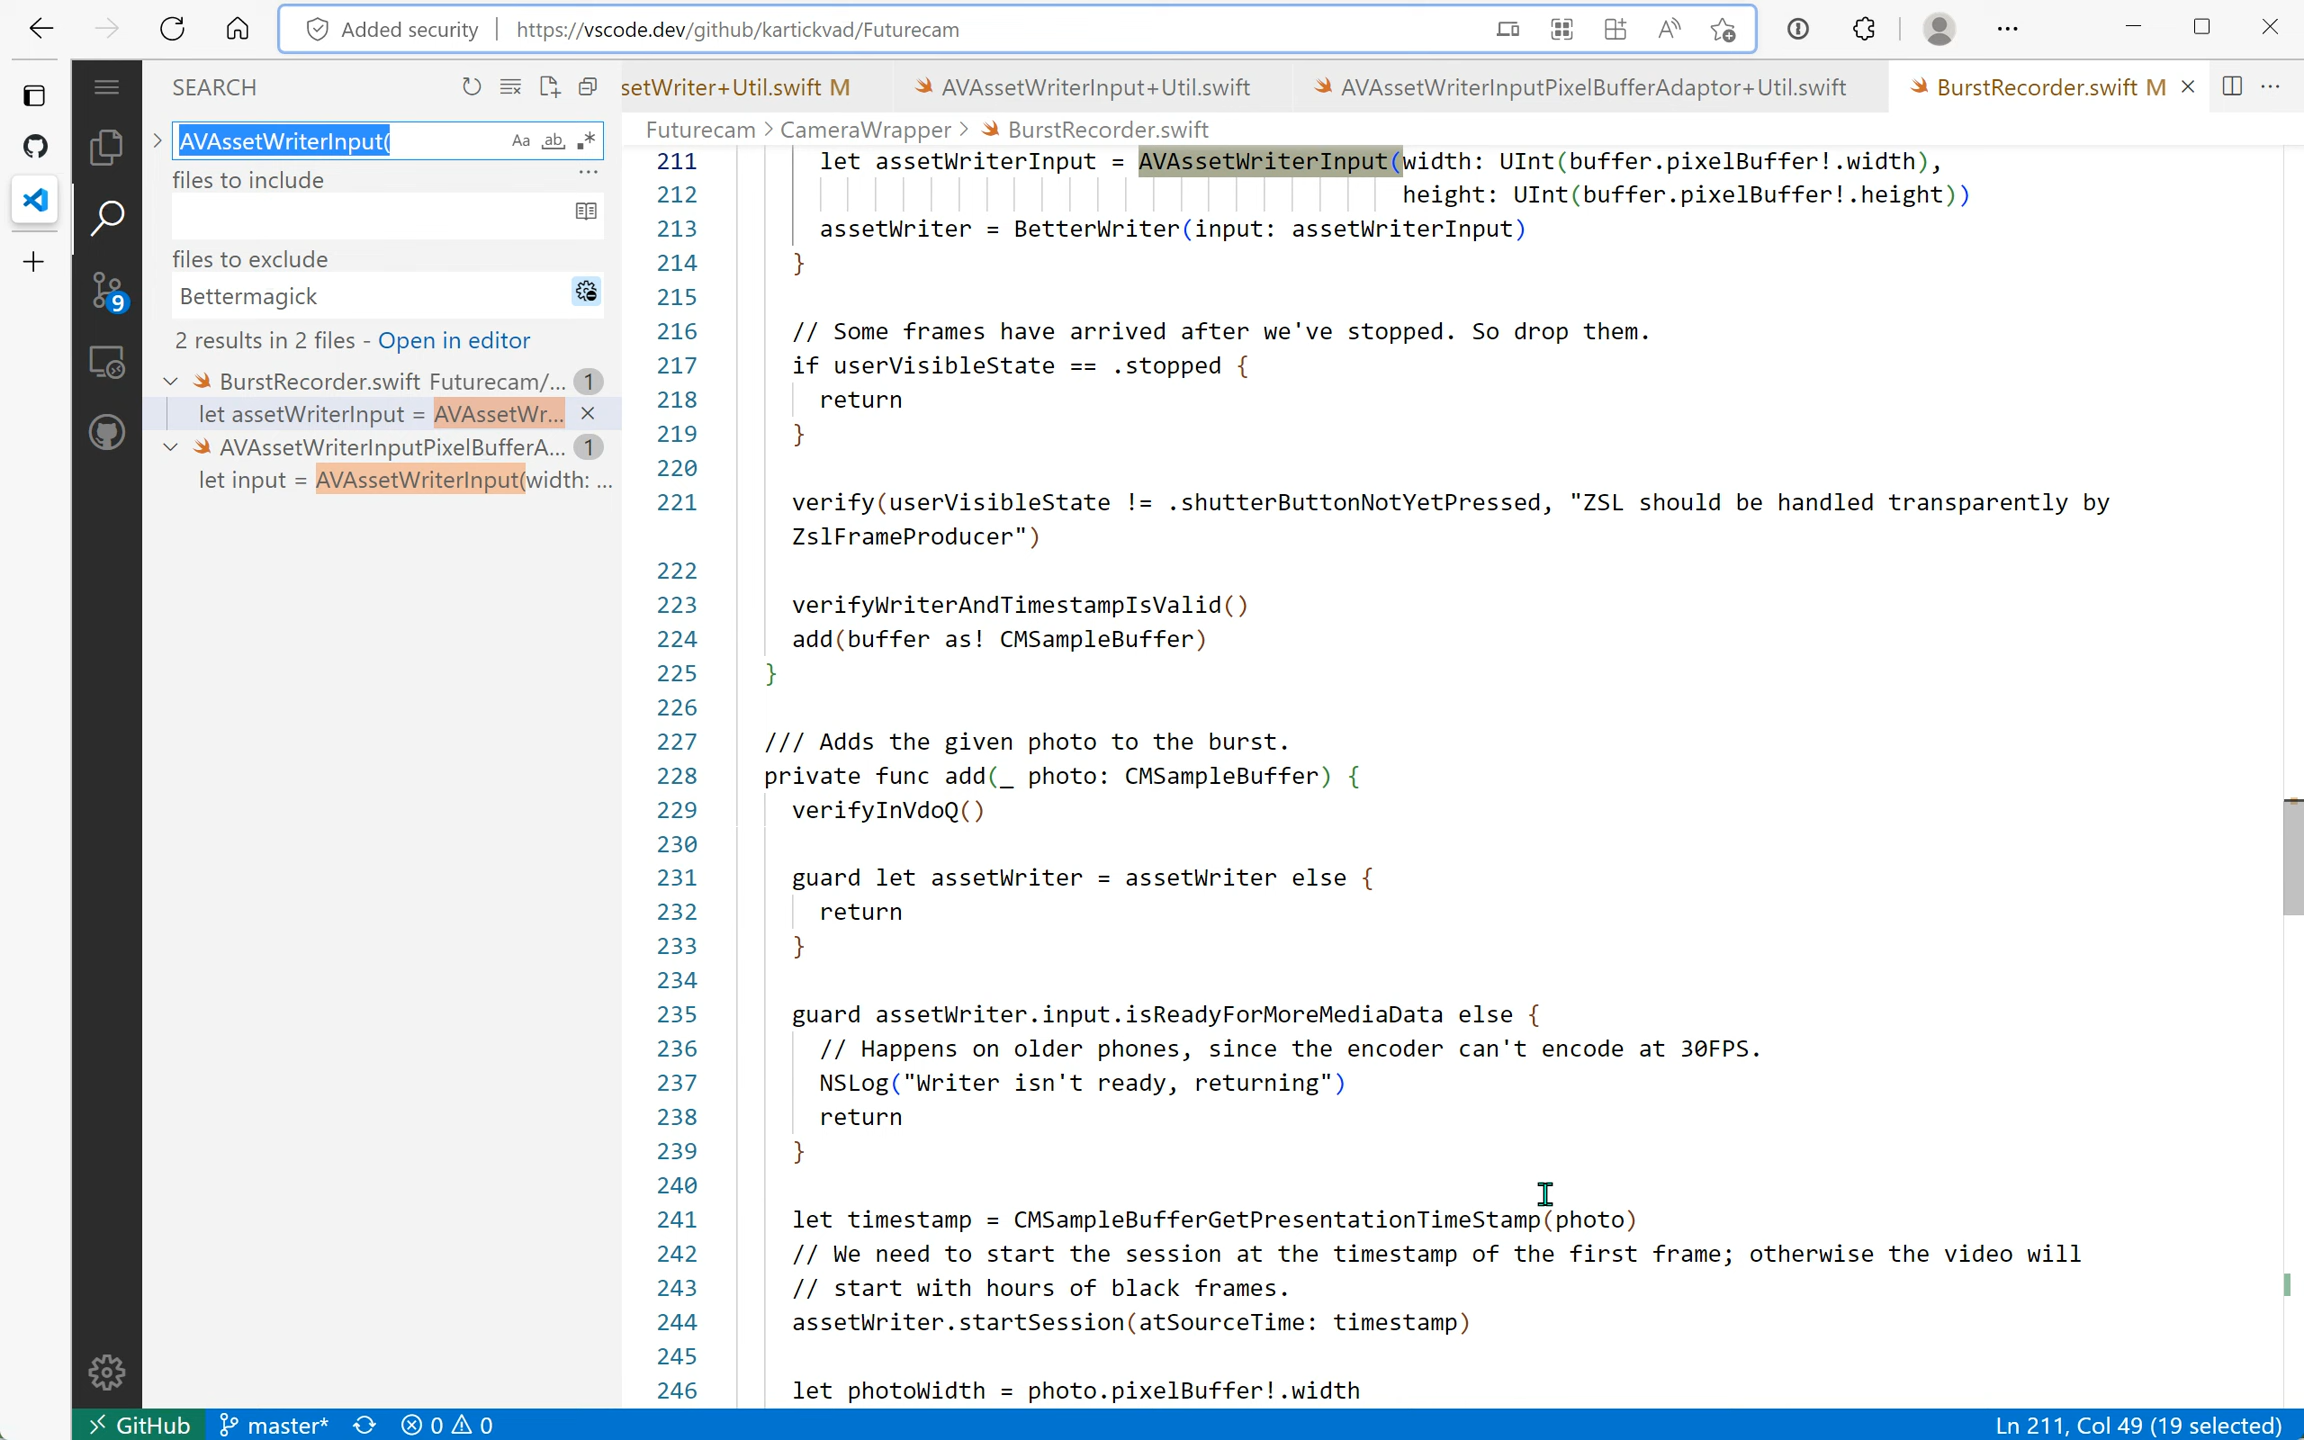 Added security
https://vscode.dev/github/kartickvad/Futurecam
SEARCH
AVAssetWriterInput(
Aa
ab
files to include
files to exclude
Bettermagick
2 results in 2 files - Open in editor
BurstRecorder.swift Futurecam/... 1
let assetWriterInput = AVAssetWr...
AVAssetWriterInputPixelBufferA... 1
let input = AVAssetWriterInput(width: ...
9
setWriter+Util.swift M
AVAssetWriterInput+Util.swift
AVAssetWriterInputPixelBufferAdaptor+Util.swift
BurstRecorder.swift M
Futurecam > CameraWrapper > BurstRecorder.swift
211 let assetWriterInput = AVAssetWriterInput(width: UInt(buffer.pixelBuffer!.width),
212 height: UInt(buffer.pixelBuffer!.height))
213 assetWriter = BetterWriter(input: assetWriterInput)
214 }
215
216 // Some frames have arrived after we've stopped. So drop them.
217 if userVisibleState == .stopped {
218 return
219 }
220
221 verify(userVisibleState != .shutterButtonNotYetPressed, "ZSL should be handled transparently by
ZslFrameProducer")
222
223 verifyWriterAndTimestampIsValid()
224 add(buffer as! CMSampleBuffer)
225 }
226
227 /// Adds the given photo to the burst.
228 private func add(_ photo: CMSampleBuffer) {
229 verifyInVdoQ()
230
231 guard let assetWriter = assetWriter else {
232 return
233 }
234
235 guard assetWriter.input.isReadyForMoreMediaData else {
236 // Happens on older phones, since the encoder can't encode at 30FPS.
237 NSLog("Writer isn't ready, returning")
238 return
239 }
240
241 let timestamp = CMSampleBufferGetPresentationTimeStamp(photo)
242 // We need to start the session at the timestamp of the first frame; otherwise the video will
243 // start with hours of black frames.
244 assetWriter.startSession(atSourceTime: timestamp)
245
246 let photoWidth = photo.pixelBuffer!.width
GitHub master* 0 0
Ln 211, Col 49 (19 selected)